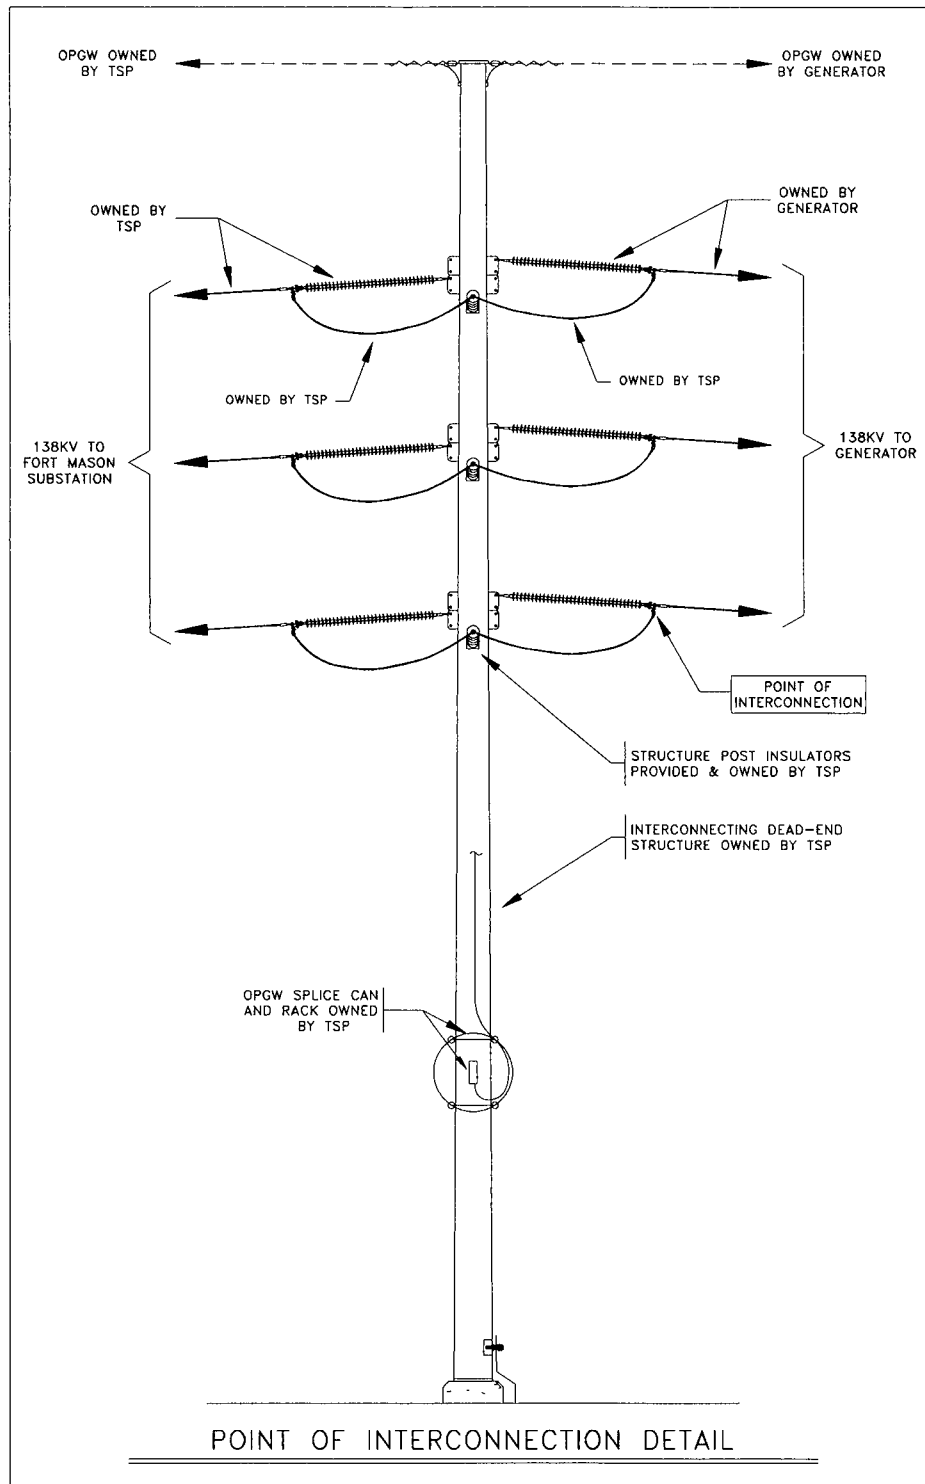 OPGW OWNED
BY TSP
OPGW OWNED
BY GENERATOR
OWNED BY
TSP
OWNED BY
GENERATOR
OWNED BY TSP
OWNED BY TSP
138KV TO
FORT MASON
SUBSTATION
138KV TO
GENERATOR
POINT OF
INTERCONNECTION
STRUCTURE POST INSULATORS
PROVIDED & OWNED BY TSP
INTERCONNECTING DEAD-END
STRUCTURE OWNED BY TSP
OPGW SPLICE CAN
AND RACK OWNED
BY TSP
POINT OF INTERCONNECTION DETAIL